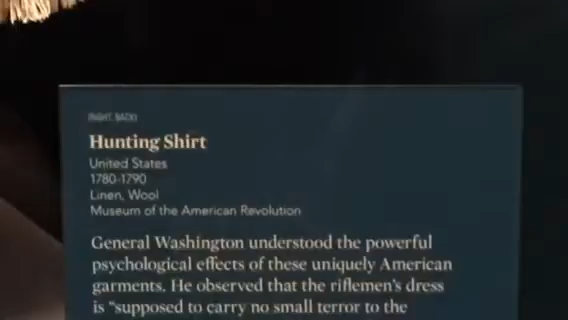 (RIGHT, BACK)
Hunting Shirt
United States
1780-1790
Linen, Wool
Museum of the American Revolution
General Washington understood the powerful
psychological effects of these uniquely American
garments. He observed that the riflemen's dress
is “supposed to carry no small terror to the